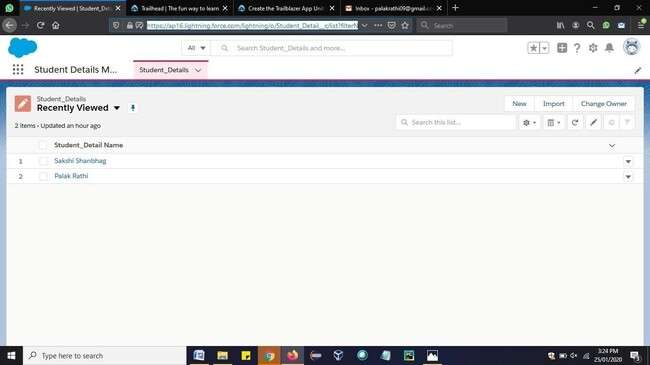 Recently Viewed | Student_Det
Trailhead | The fun way to learn
Create the Trailblazer App Unit
Inbox - palakrathi09@gmail.co
https://ap16.lightning.force.com/lightning/o/Student_Detail__c/list?filterN
Search
All
Search Student_Details and more...
Student Details M...
Student_Details
Student_Details
Recently Viewed
New
Import
Change Owner
2 items • Updated an hour ago
Search this list...
Student_Detail Name
1
Sakshi Shanbhag
2
Palak Rathi
Type here to search
3:24 PM
25/01/2020